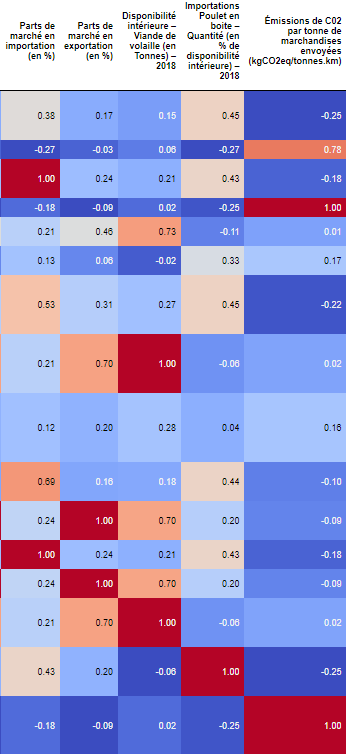 Parts de marché en importation (en %) | Parts de marché en exportation (en %) | Disponibilité intérieure – Viande de volaille (en Tonnes) – 2018 | Importations Poulet en boite – Quantité (en % de disponibilité intérieure) – 2018 | Émissions de C02 par tonne de marchandises envoyées (kgCO2eq/tonnes.km)
0.38 0.17 0.15 0.45 -0.25
-0.27 -0.03 0.06 -0.27 0.78
1.00 0.24 0.21 0.43 -0.18
-0.18 -0.09 0.02 -0.25 1.00
0.21 0.46 0.73 -0.11 0.01
0.13 0.06 -0.02 0.33 0.17
0.53 0.31 0.27 0.45 -0.22
0.21 0.70 1.00 -0.06 0.02
0.12 0.20 0.28 0.04 0.16
0.69 0.16 0.18 0.44 -0.10
0.24 1.00 0.70 0.20 -0.09
1.00 0.24 0.21 0.43 -0.18
0.24 1.00 0.70 0.20 -0.09
0.21 0.70 1.00 -0.06 0.02
0.43 0.20 -0.06 1.00 -0.25
-0.18 -0.09 0.02 -0.25 1.00